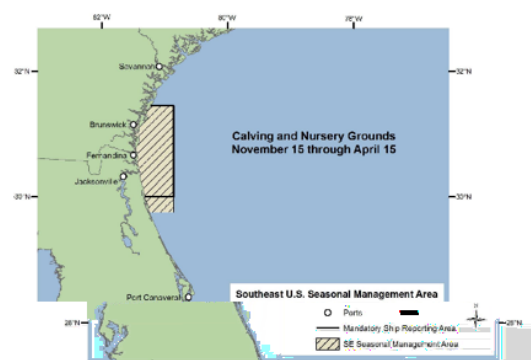 82°W 80°W 78°W
Savannah
32°N 32°N
Brunswick
Calving and Nursery Grounds
November 15 through April 15
Fernandina
Jacksonville
30°N 30°N
Port Canaveral
Southeast U.S. Seasonal Management Area
Ports
Mandatory Ship Reporting Area
SE Seasonal Management Area
28°N 28°N